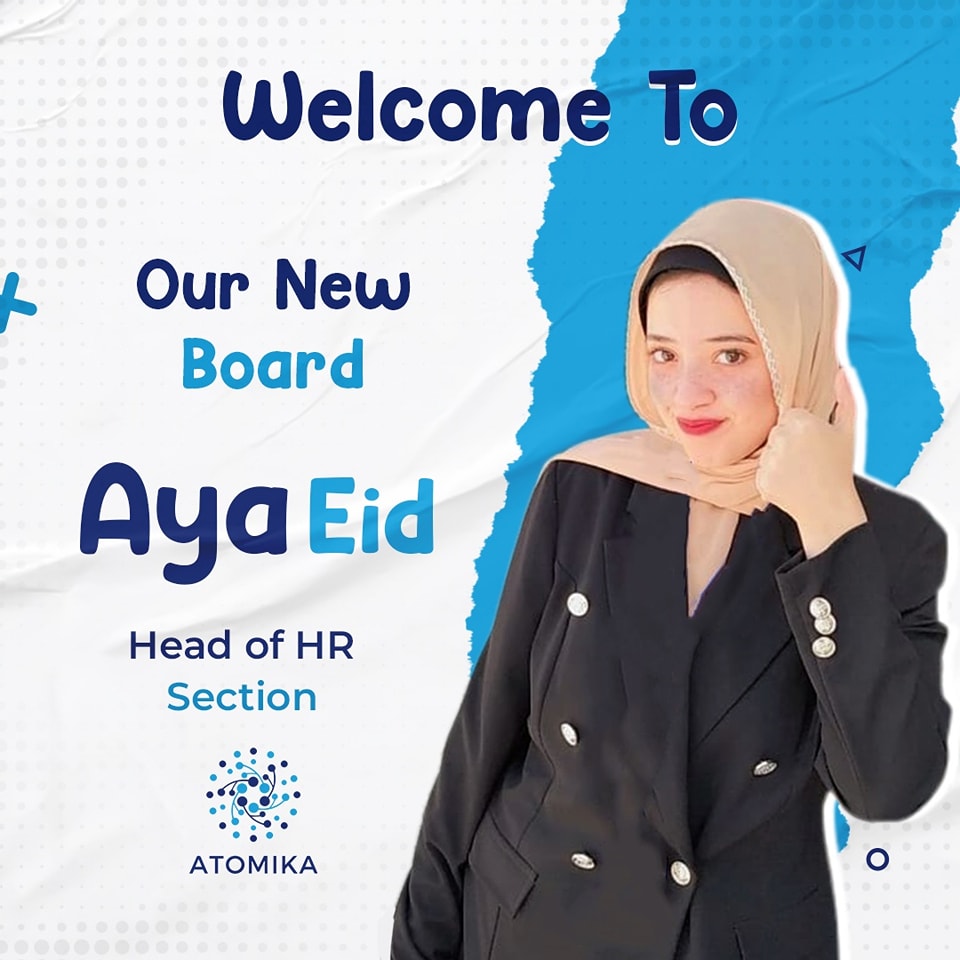 Welcome To
Our New
Board
Aya Eid
Head of HR
Section
ATOMIKA